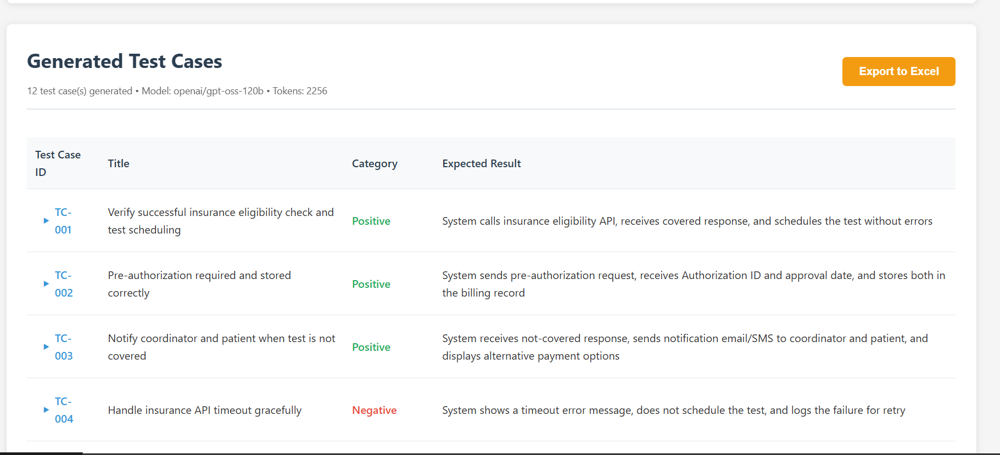 Generated Test Cases
Export to Excel
12 test case(s) generated • Model: openai/gpt-oss-120b • Tokens: 2256
Test Case ID
Title
Category
Expected Result
TC-
001
Verify successful insurance eligibility check and
test scheduling
Positive
System calls insurance eligibility API, receives covered response, and schedules the test without errors
TC-
002
Pre-authorization required and stored
correctly
Positive
System sends pre-authorization request, receives Authorization ID and approval date, and stores both in
the billing record
TC-
003
Notify coordinator and patient when test is not
covered
Positive
System receives not-covered response, sends notification email/SMS to coordinator and patient, and
displays alternative payment options
TC-
004
Handle insurance API timeout gracefully
Negative
System shows a timeout error message, does not schedule the test, and logs the failure for retry